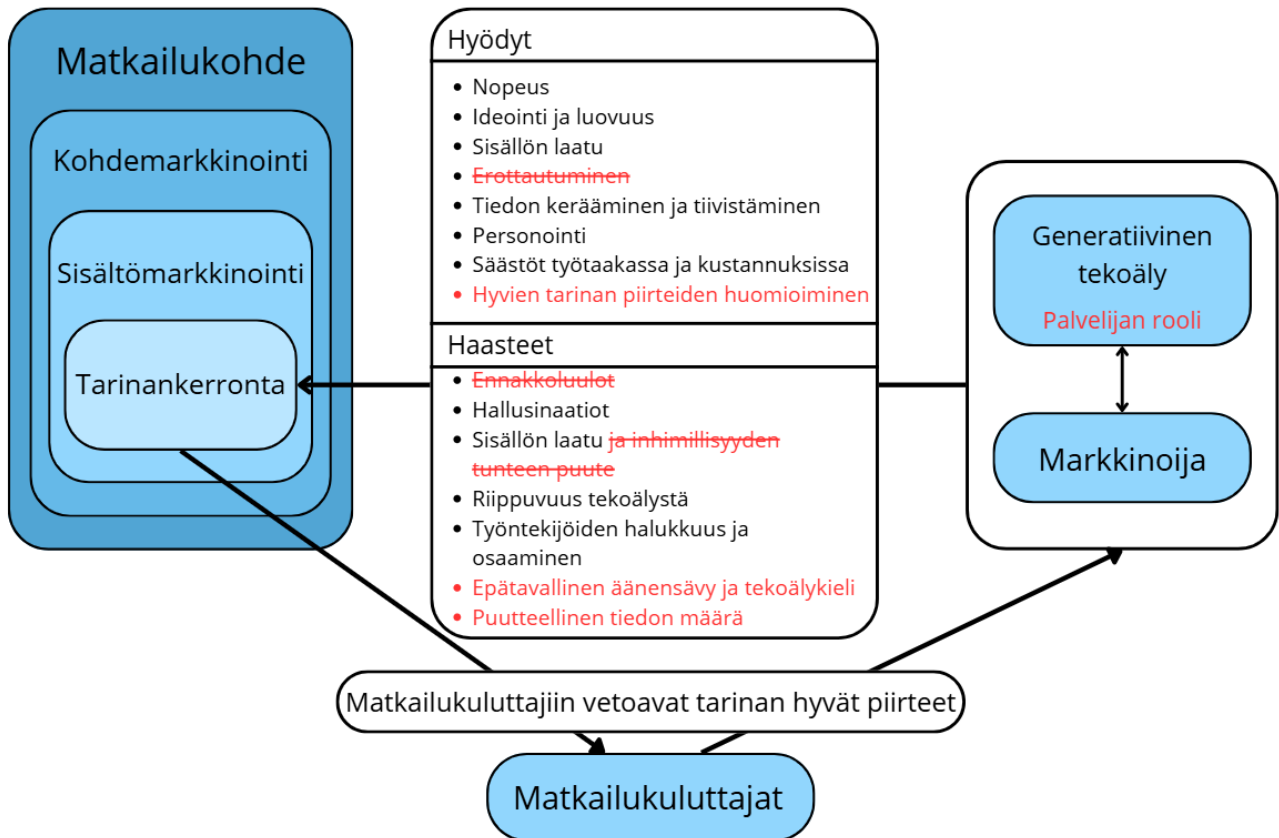 Matkailukohde
Kohdemarkkinointi
Sisältömarkkinointi
Tarinankerronta
Hyödyt
Nopeus
Ideointi ja luovuus
Sisällön laatu
Erottautuminen
Tiedon kerääminen ja tiivistäminen
Personointi
Säästöt työtaakassa ja kustannuksissa
Hyvien tarinan piirteiden huomioiminen
Haasteet
Ennakkoluulot
Hallusinaatiot
Sisällön laatu ja inhimillisyyden
tunteen puute
Riippuvuus tekoälystä
Työntekijöiden halukkuus ja
osaaminen
Epätavallinen äänensävy ja tekoälykieli
Puutteellinen tiedon määrä
Generatiivinen
tekoäly
Palvelijan rooli
Markkinoija
Matkailukuluttajiin vetoavat tarinan hyvät piirteet
Matkailukuluttajat